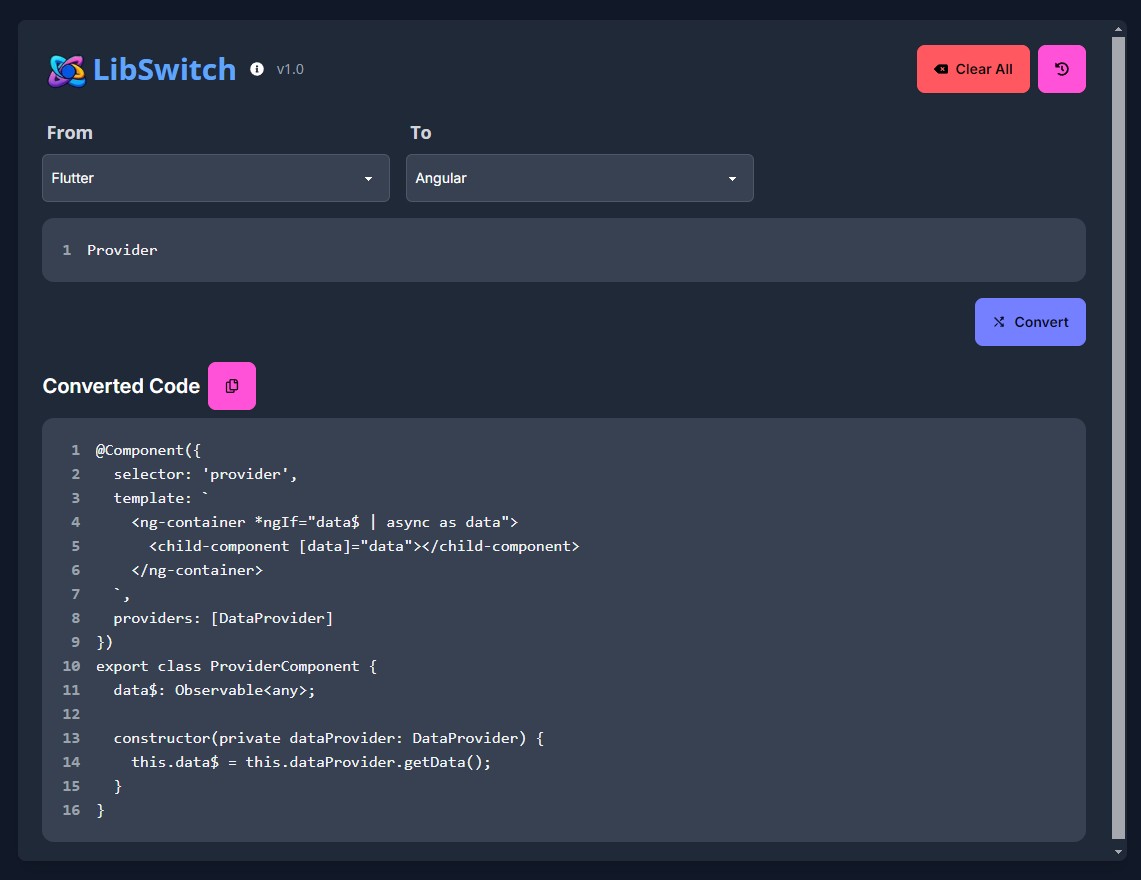 LibSwitch v1.0 Clear All
From To
Flutter Angular
1 Provider
Convert
Converted Code
1 @Component({
2   selector: 'provider',
3   template: `
4     <ng-container *ngIf="data$ | async as data">
5       <child-component [data]="data"></child-component>
6     </ng-container>
7   `,
8   providers: [DataProvider]
9 })
10 export class ProviderComponent {
11   data$: Observable<any>;
12
13   constructor(private dataProvider: DataProvider) {
14     this.data$ = this.dataProvider.getData();
15   }
16 }